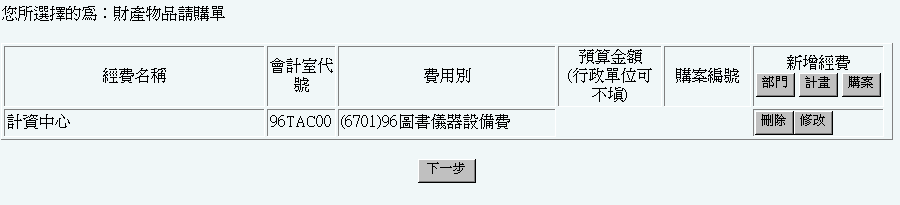 您所選擇的為：財產物品請購單
經費名稱
會計室代
號
費用別
預算金額
(行政單位可
不填)
購案編號
新增經費
部門 計畫 購案
計資中心
96TAC00
(6701)96圖書儀器設備費
刪除 修改
下一步